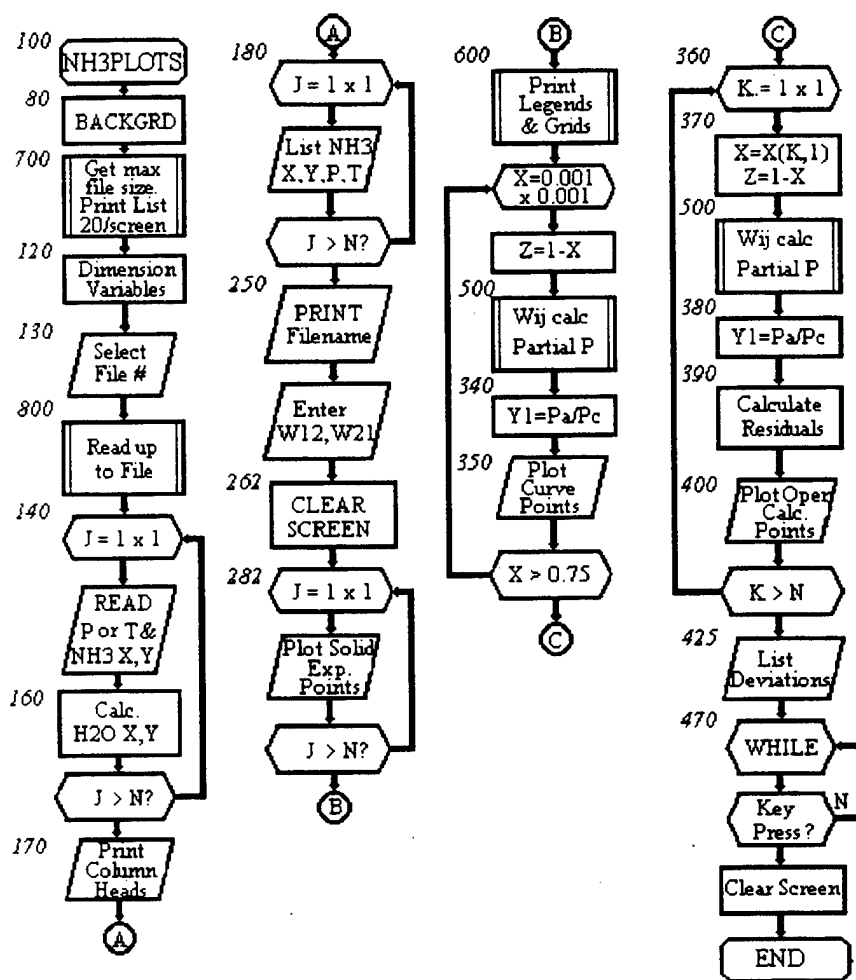 100
NH3PLOTS
80
BACKGRD
700
Get max
file size.
Print List
20/screen
120
Dimension
Variables
130
Select
File #
800
Read up
to File
140
J = 1 x 1
READ
P or T &
NH3 X,Y
160
Calc.
H2O X,Y
J > N?
170
Print
Column
Heads
A
A
180
J = 1 x 1
List NH3
X,Y,P,T
J > N?
250
PRINT
Filename
Enter
W12,W21
262
CLEAR
SCREEN
282
J = 1 x 1
Plot Solid
Exp.
Points
J > N?
B
B
600
Print
Legends
& Grids
X=0.001
x 0.001
Z=1-X
500
Wij calc
Partial P
340
Y1=Pa/Pc
350
Plot
Curve
Points
X > 0.75
C
C
360
K.= 1 x 1
370
X=X(K,1)
Z=1-X
500
Wij calc
Partial P
380
Y1=Pa/Pc
390
Calculate
Residuals
400
Plot Open
Calc.
Points
K > N
425
List
Deviations
470
WHILE
Key
Press?
N
Clear Screen
END